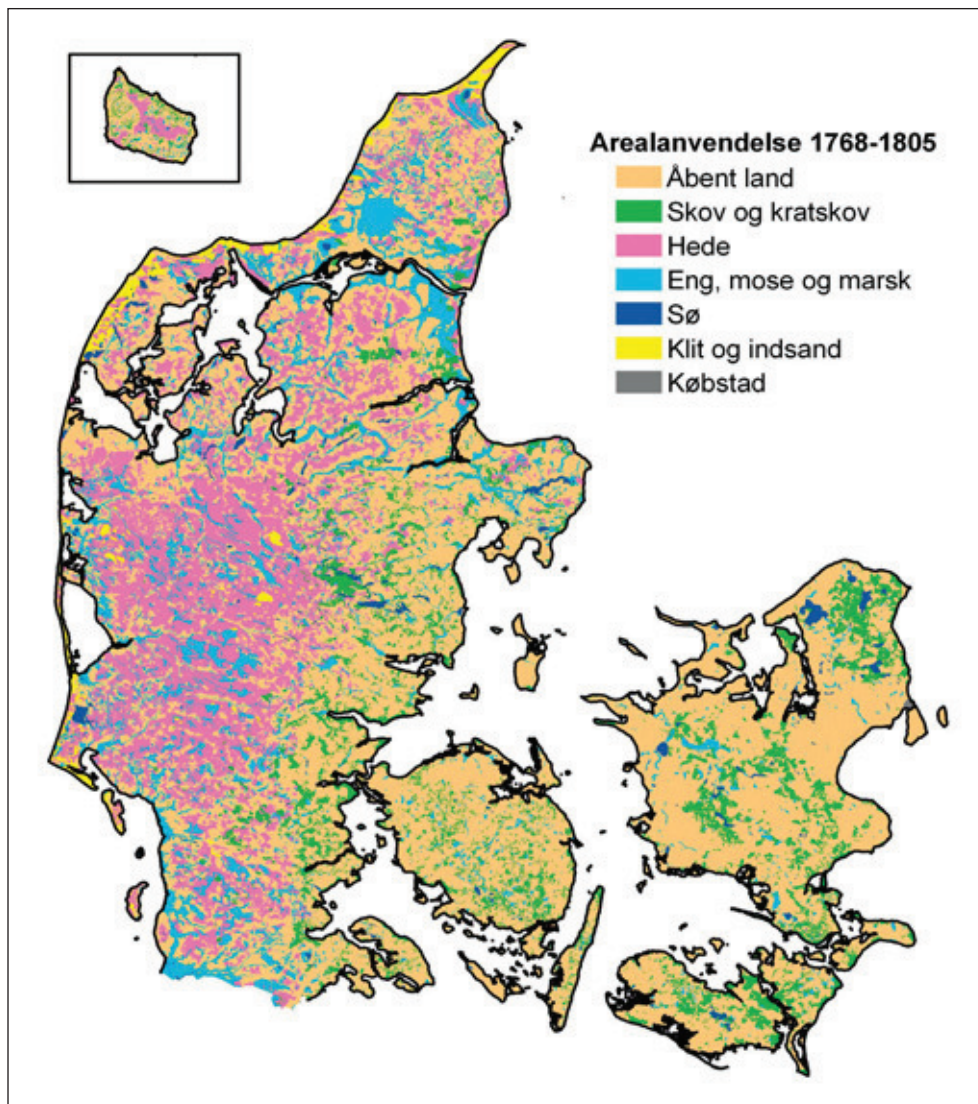 Arealanvendelse 1768-1805
Åbent land
Skov og kratskov
Hede
Eng, mose og marsk
Sø
Klit og indsand
Købstad